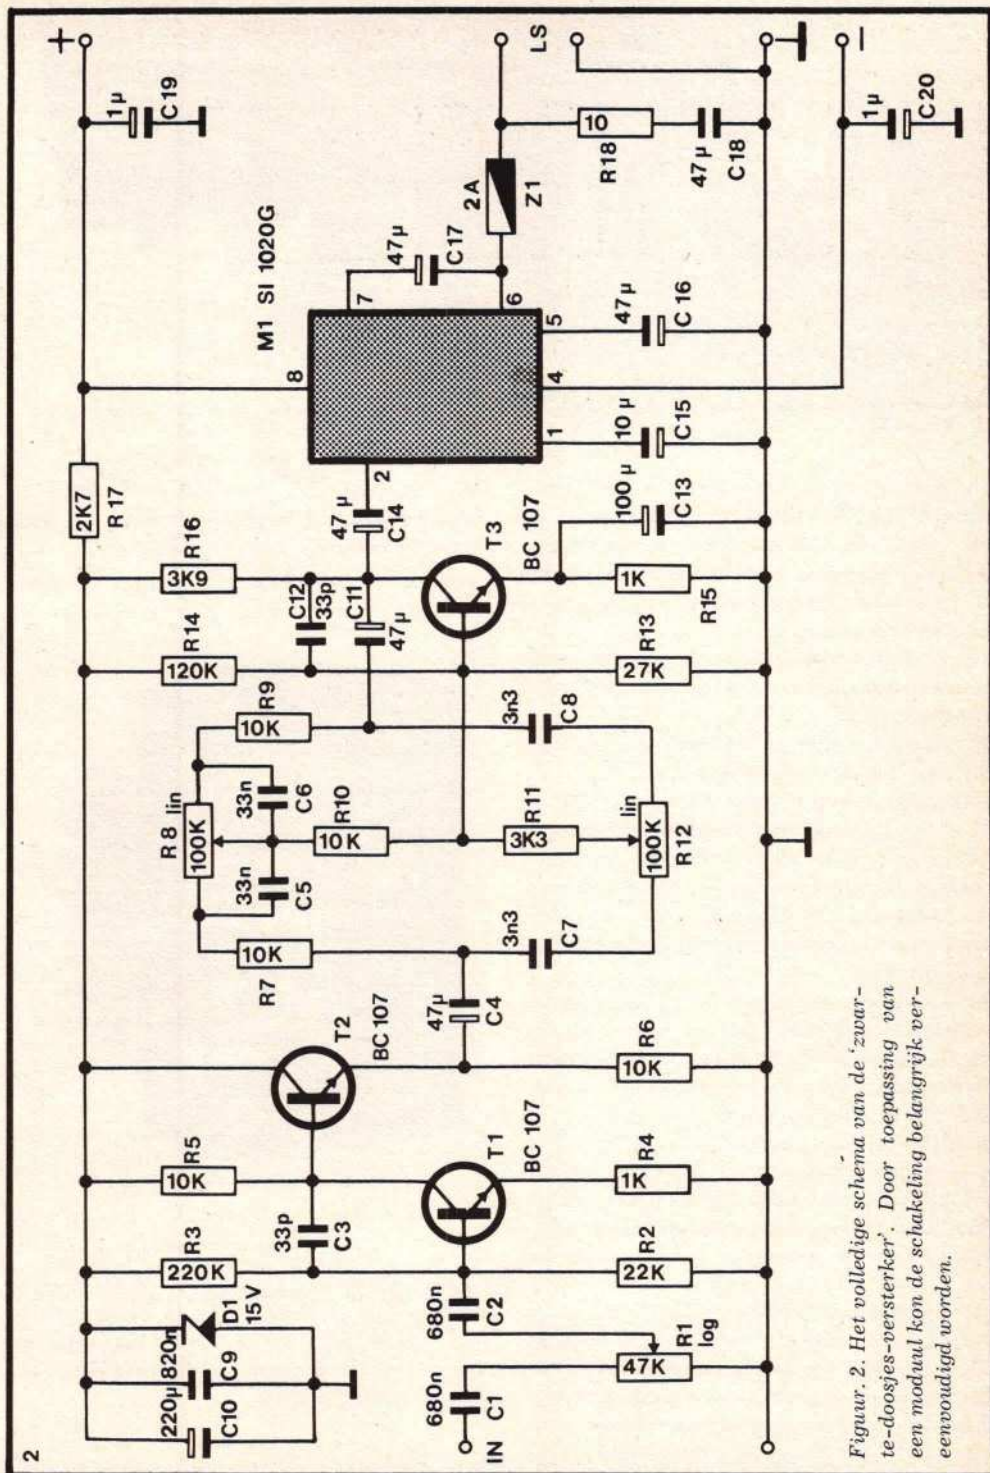 2
220μ
C10
820n
C9
D1
15V
R3
220K
33p
C3
R5
10K
T2
BC 107
R7
10K
R8 lin
100K
33n
C5
33n
C6
R10
10K
R9
10K
R14
120K
C12
33p
C11
47μ
R16
3K9
2K7
R17
47μ
C14
M1 SI 1020G
8
2
7
1
4
5
6
47μ
C17
2A
Z1
1μ
C19
+
LS
IN
680n
C1
680n
C2
R1
log
47K
R2
22K
T1
BC 107
R4
1K
47μ
C4
R6
10K
3n3
C7
R11
3K3
lin
100K
R12
3n3
C8
R13
27K
T3
BC 107
1K
R15
100μ
C13
10μ
C15
47μ
C16
10
R18
47μ
C18
1μ
C20
−
Figuur. 2. Het volledige schema van de 'zwar-
te-doosjes-versterker'. Door toepassing van
een moduul kon de schakeling belangrijk ver-
eenvoudigd worden.